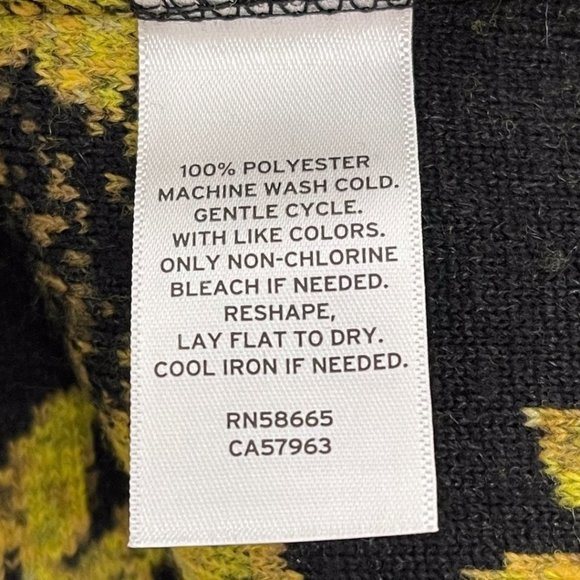 100% POLYESTER
MACHINE WASH COLD.
GENTLE CYCLE.
WITH LIKE COLORS.
ONLY NON-CHLORINE
BLEACH IF NEEDED.
RESHAPE,
LAY FLAT TO DRY.
COOL IRON IF NEEDED.
RN58665
CA57963